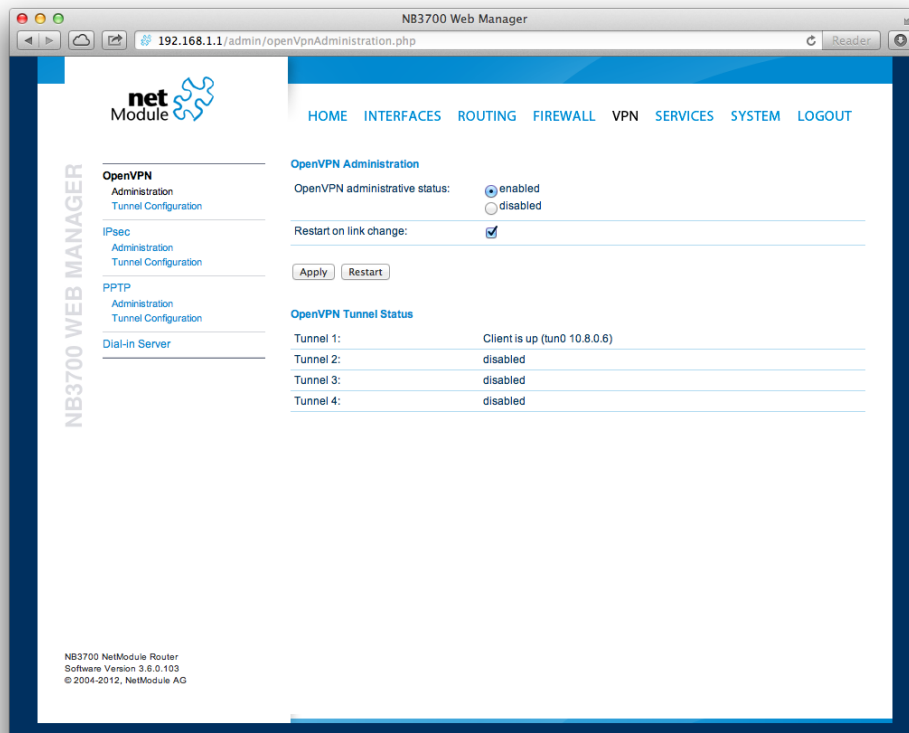 NB3700 Web Manager
192.168.1.1/admin/openVpnAdministration.php
Reader
net
Module
HOME INTERFACES ROUTING FIREWALL VPN SERVICES SYSTEM LOGOUT
NB3700 WEB MANAGER
OpenVPN
Administration
Tunnel Configuration
IPsec
Administration
Tunnel Configuration
PPTP
Administration
Tunnel Configuration
Dial-in Server
OpenVPN Administration
OpenVPN administrative status: enabled
disabled
Restart on link change:
Apply Restart
OpenVPN Tunnel Status
Tunnel 1: Client is up (tun0 10.8.0.6)
Tunnel 2: disabled
Tunnel 3: disabled
Tunnel 4: disabled
NB3700 NetModule Router
Software Version 3.6.0.103
© 2004-2012, NetModule AG